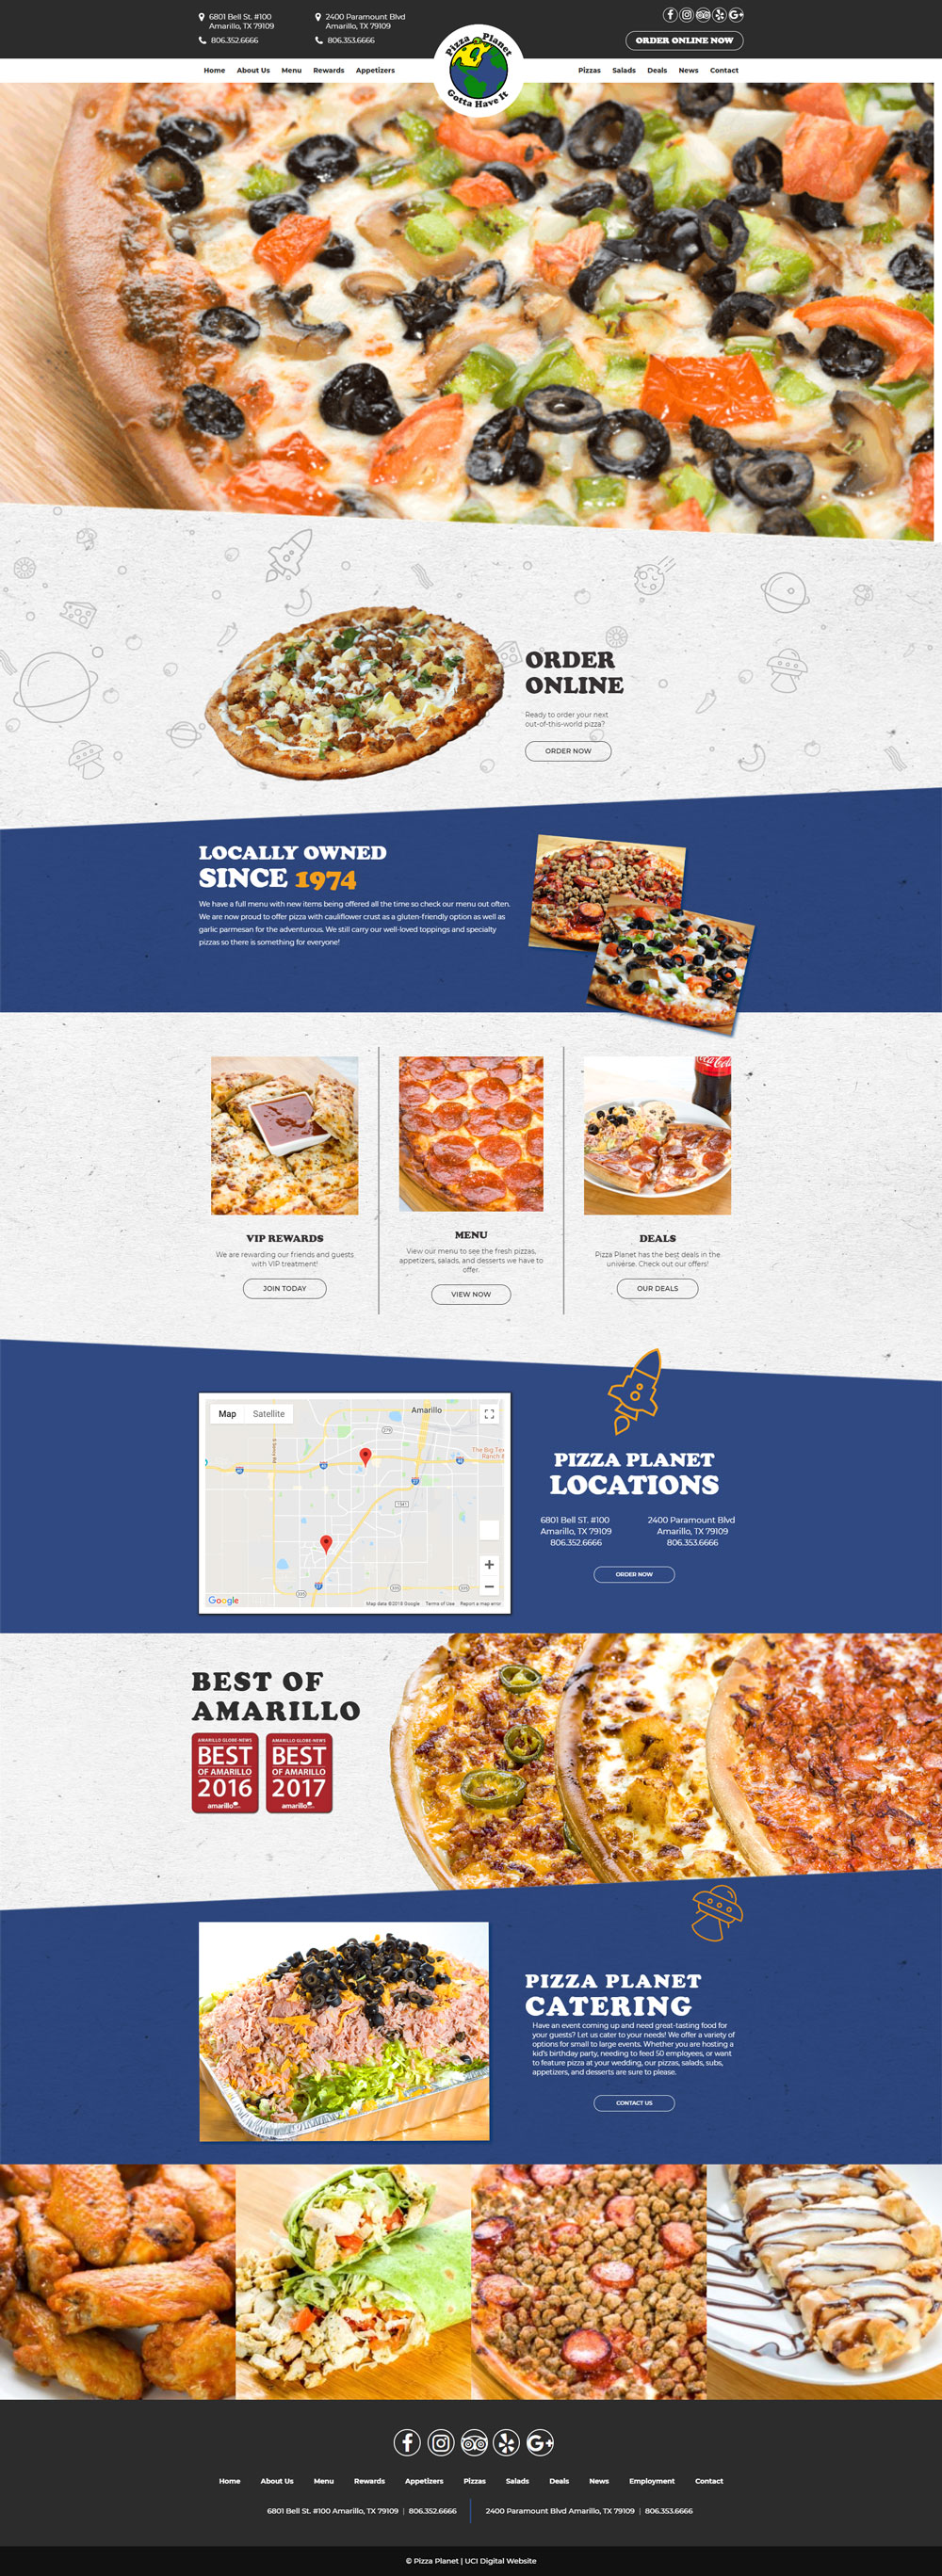 6801 Bell St. #100
Amarillo, TX 79109
806.352.6666
2400 Paramount Blvd
Amarillo, TX 79109
806.353.6666
ORDER ONLINE NOW
Home About Us Menu Rewards Appetizers
Pizza Planet
Gotta Have It
Pizzas Salads Deals News Contact
ORDER
ONLINE
Ready to order your next
out-of-this-world pizza?
ORDER NOW
LOCALLY OWNED
SINCE 1974
We have a full menu with new items being offered all the time so check our menu out often.
We are now proud to offer pizza with cauliflower crust as a gluten-friendly option as well as
garlic parmesan for the adventurous. We still carry our well-loved toppings and specialty
pizzas so there is something for everyone!
VIP REWARDS
We are rewarding our friends and guests
with VIP treatment!
JOIN TODAY
MENU
View our menu to see the fresh pizzas,
appetizers, salads, and desserts we have to
offer.
VIEW NOW
Coca-Cola
DEALS
Pizza Planet has the best deals in the
universe. Check out our offers!
OUR DEALS
Map Satellite
Amarillo
The Big Tex
Ranch
S Soncy Rd
40
40
40
27
27
1541
335
335
Google
Map data ©2018 Google Terms of Use Report a map error
PIZZA PLANET
LOCATIONS
6801 Bell ST. #100
Amarillo, TX 79109
806.352.6666
2400 Paramount Blvd
Amarillo, TX 79109
806.353.6666
ORDER NOW
BEST OF
AMARILLO
AMARILLO GLOBE-NEWS
BEST
OF AMARILLO
2016
amarillo
AMARILLO GLOBE-NEWS
BEST
OF AMARILLO
2017
amarillo
PIZZA PLANET
CATERING
Have an event coming up and need great-tasting food for
your guests? Let us cater to your needs! We offer a variety of
options for small to large events. Whether you are hosting a
kid's birthday party, needing to feed 50 employees, or want
to feature pizza at your wedding, our pizzas, salads, subs,
appetizers, and desserts are sure to please.
CONTACT US
Home About Us Menu Rewards Appetizers Pizzas Salads Deals News Employment Contact
6801 Bell St. #100 Amarillo, TX 79109 | 806.352.6666
2400 Paramount Blvd Amarillo, TX 79109 | 806.353.6666
© Pizza Planet | UCI Digital Website